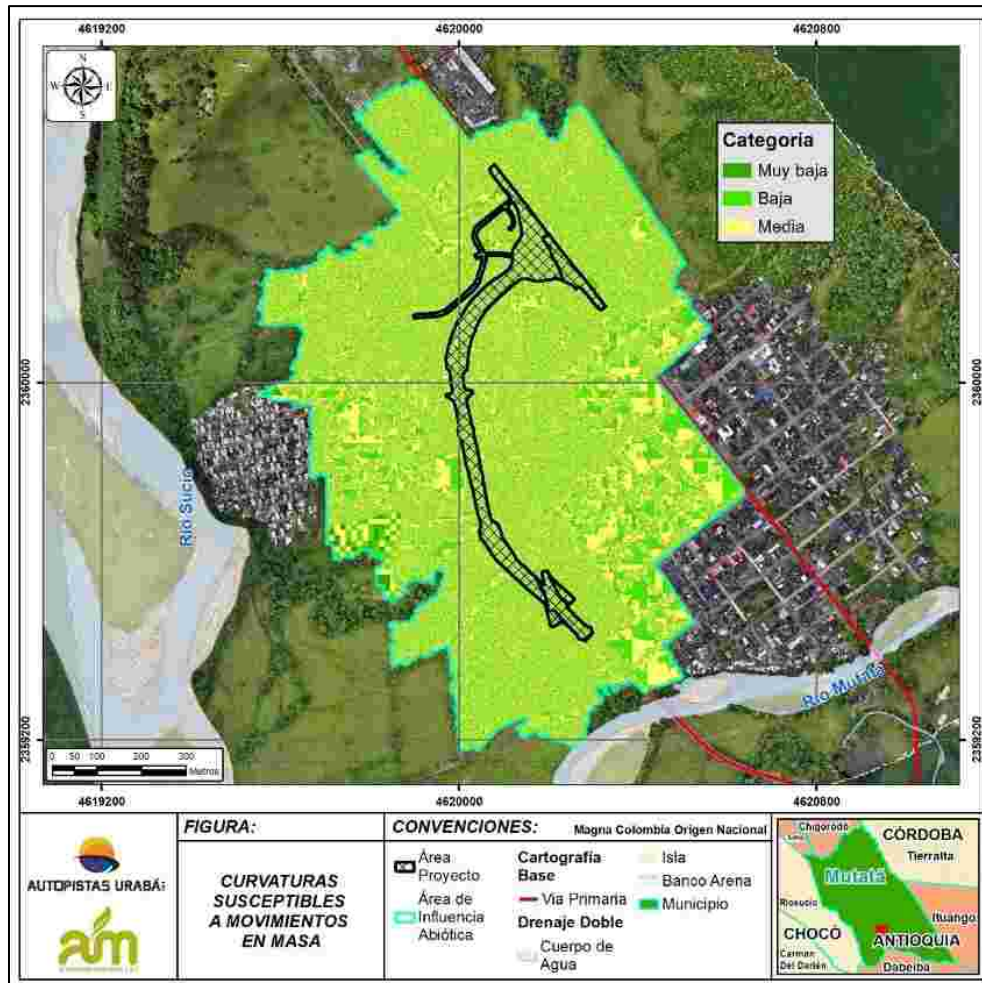 4619200
4620000
4620800
N
W
E
S
Categoría
Muy baja
Baja
Media
2360000
2360000
Río Sucio
Río Mutatá
2359200
2359200
0 50 100 200 300
Metros
4619200
4620000
4620800
AUTOPISTAS URABÁ
FIGURA:
CURVATURAS
SUSCEPTIBLES
A MOVIMIENTOS
EN MASA
CONVENCIONES:
Magna Colombia Origen Nacional
Área
Proyecto
Área de
Influencia
Abiótica
Cartografía
Base
Via Primaria
Drenaje Doble
Cuerpo de
Agua
Isla
Banco Arena
Municipio
Chigorodó
CÓRDOBA
Tierralta
Mutatá
Riosucio
Ituango
CHOCÓ
ANTIOQUIA
Carmen
Del Darién
Dabeiba